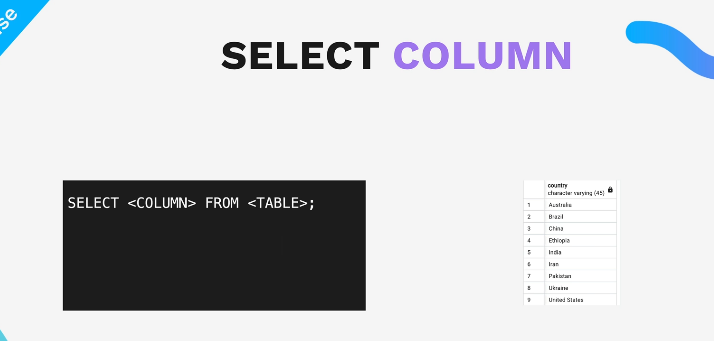 SELECT COLUMN
SELECT <COLUMN> FROM <TABLE>;
country
character varying (45)
1 Australia
2 Brazil
3 China
4 Ethiopia
5 India
6 Iran
7 Pakistan
8 Ukraine
9 United States